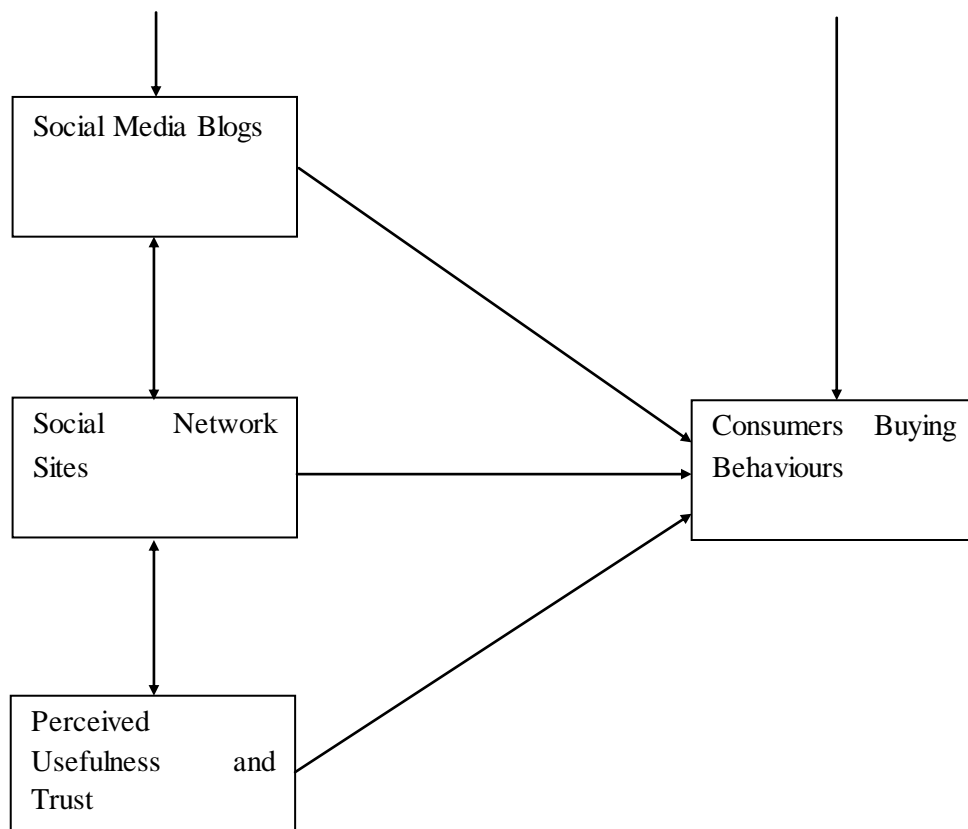 Social Media Blogs
Social Network
Sites
Consumers Buying
Behaviours
Perceived
Usefulness and
Trust